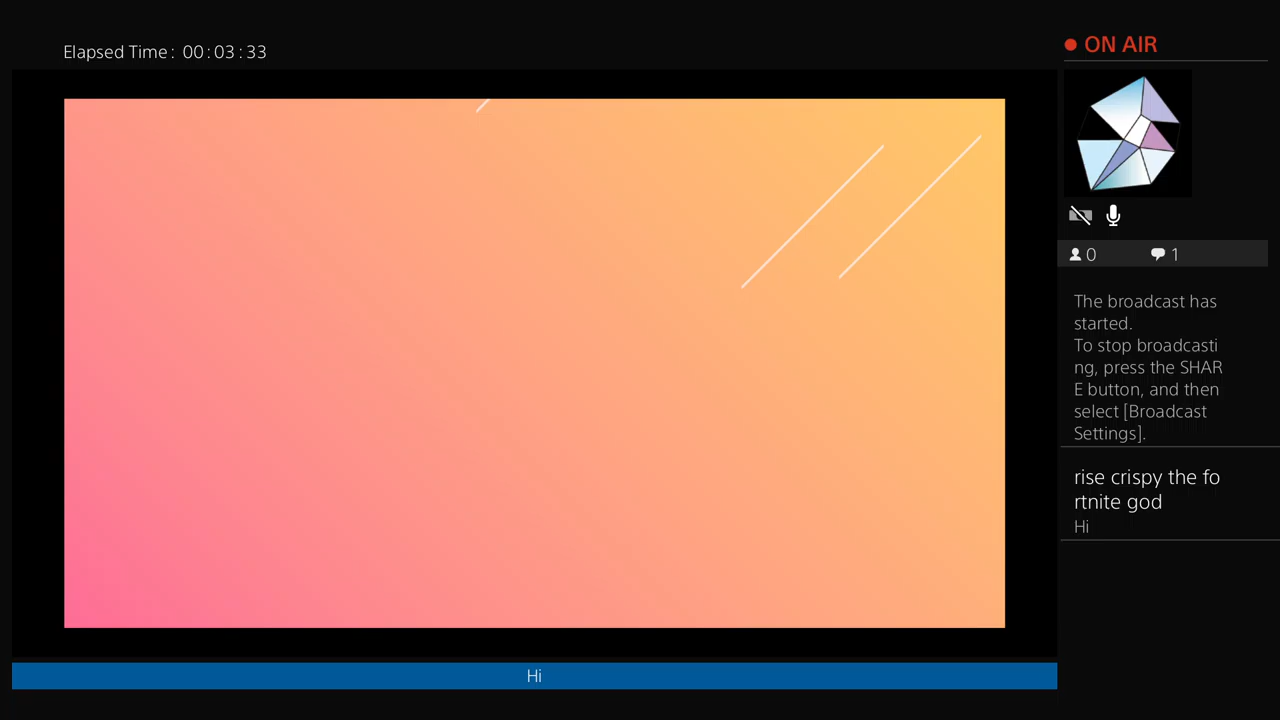 Elapsed Time: 00:03:33
ON AIR
0 1
The broadcast has
started.
To stop broadcasti
ng, press the SHAR
E button, and then
select [Broadcast
Settings].
rise crispy the fo
rtnite god
Hi
Hi